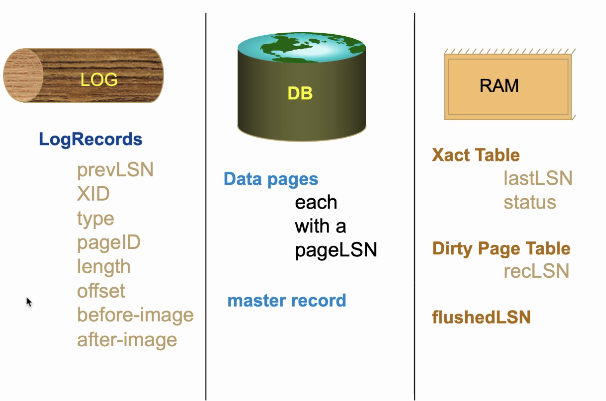 LOG
LogRecords
prevLSN
XID
type
pageID
length
offset
before-image
after-image
DB
Data pages
each
with a
pageLSN
master record
RAM
Xact Table
lastLSN
status
Dirty Page Table
recLSN
flushedLSN